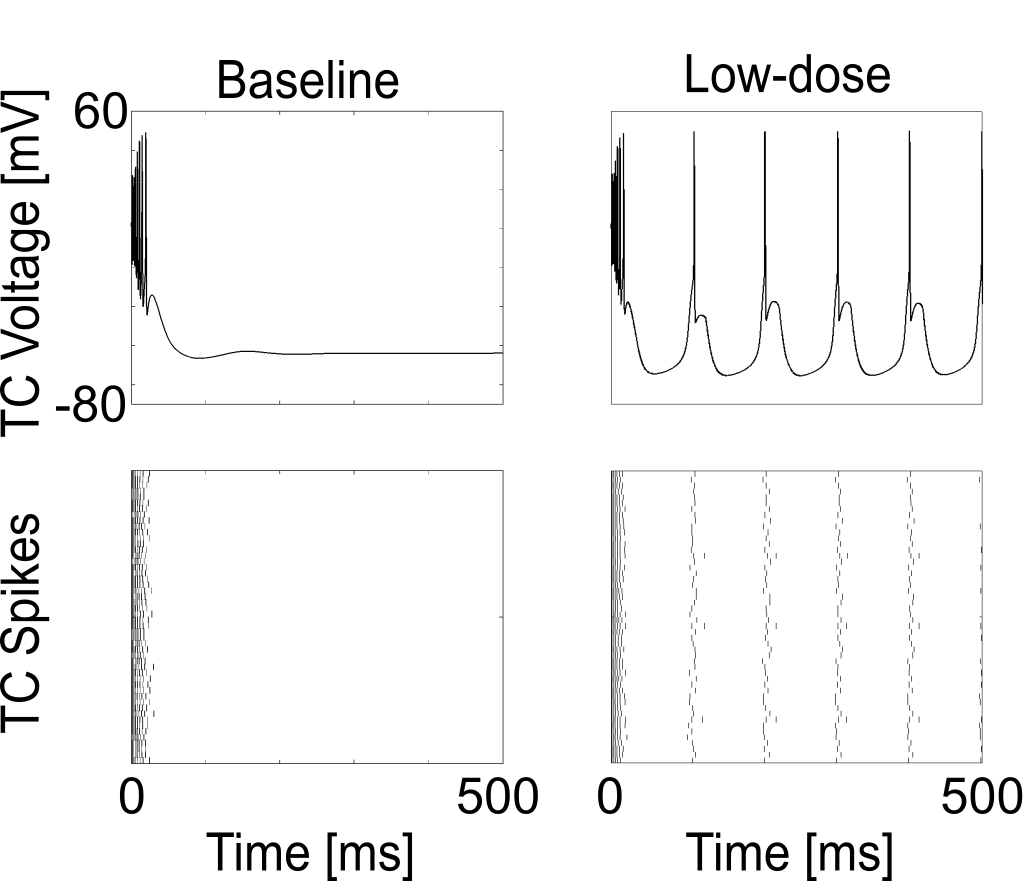 Baseline
Low-dose
60
TC Voltage [mV]
-80
TC Spikes
0
500
0
500
Time [ms]
Time [ms]